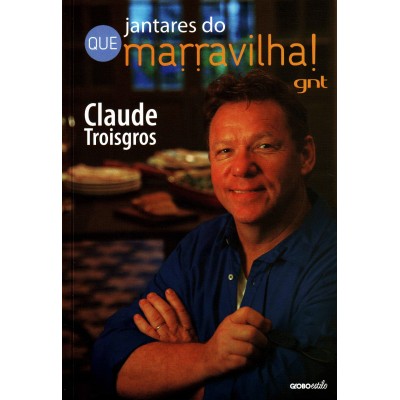 jantares do
QUE marravilha!
gnt
Claude
Troisgros
GLOBOestilo